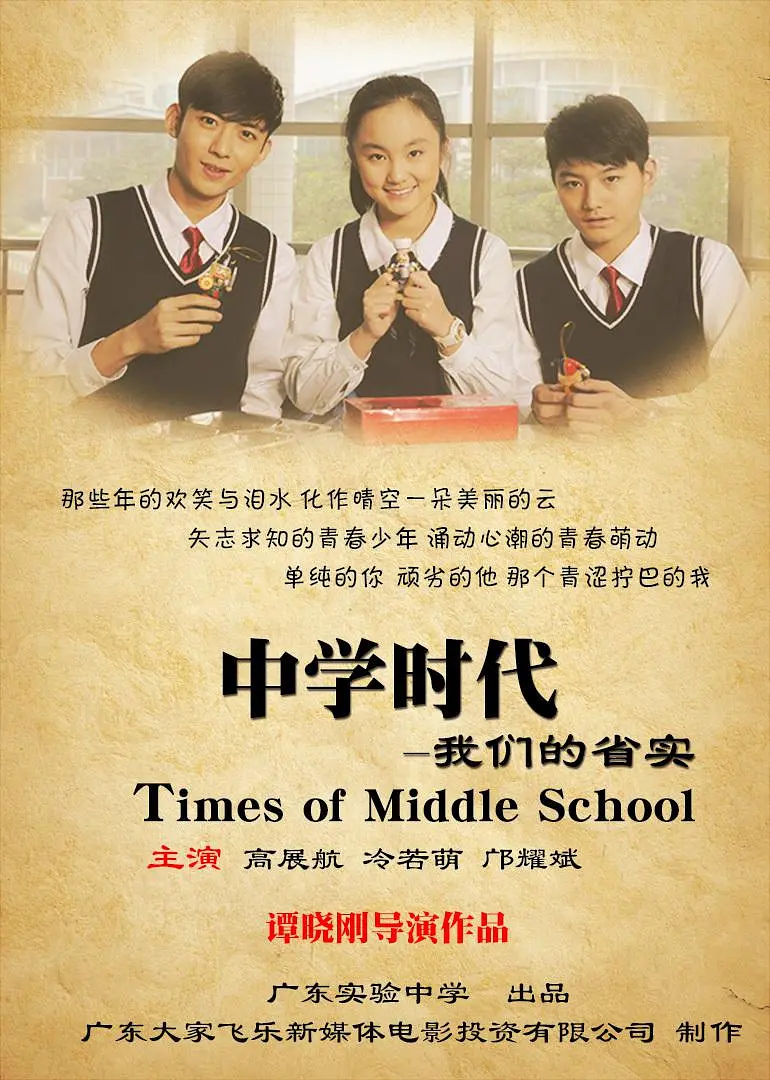 那些年的欢笑与泪水 化作晴空一朵美丽的云
矢志求知的青春少年 涌动心潮的青春萌动
单纯的你 顽劣的他 那个青涩拧巴的我
中学时代
—我们的省实
Times of Middle School
主演 高展航 冷若萌 邝耀斌
谭晓刚导演作品
广东实验中学 出品
广东大家飞乐新媒体电影投资有限公司 制作